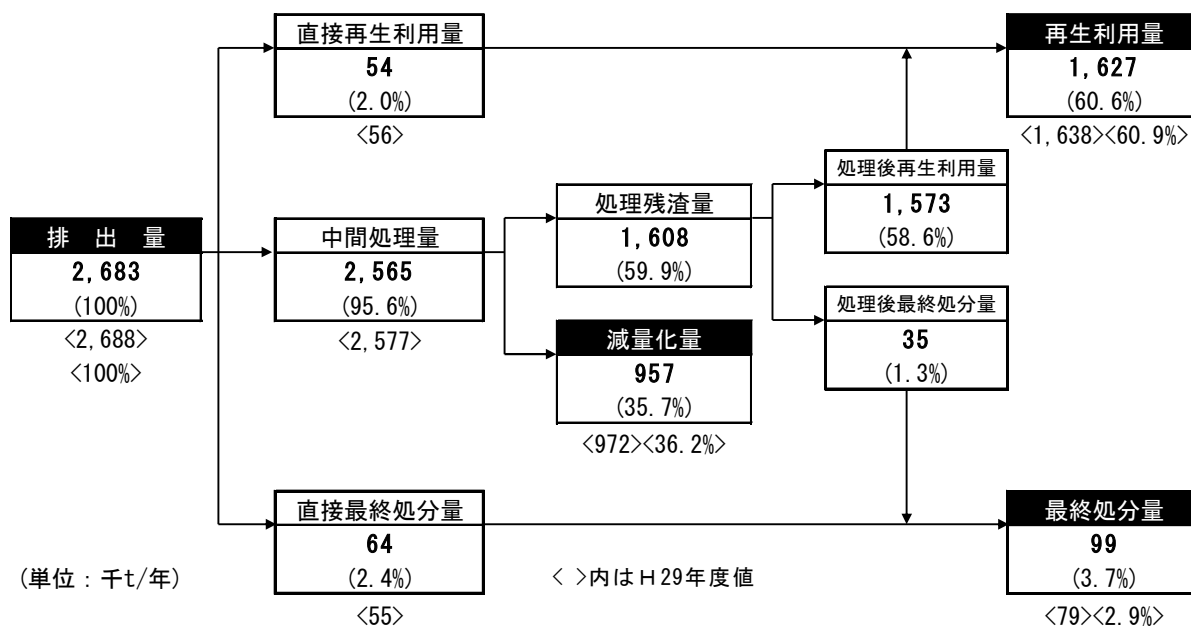 直接再生利用量
54
(2.0%)
<56>
再生利用量
1,627
(60.6%)
<1,638><60.9%>
処理後再生利用量
1,573
(58.6%)
処理残渣量
1,608
(59.9%)
排 出 量
2,683
(100%)
<2,688>
<100%>
中間処理量
2,565
(95.6%)
<2,577>
処理後最終処分量
35
(1.3%)
減量化量
957
(35.7%)
<972><36.2%>
直接最終処分量
64
(2.4%)
<55>
最終処分量
99
(3.7%)
<79><2.9%>
(単位：千t/年)
< >内はH29年度値